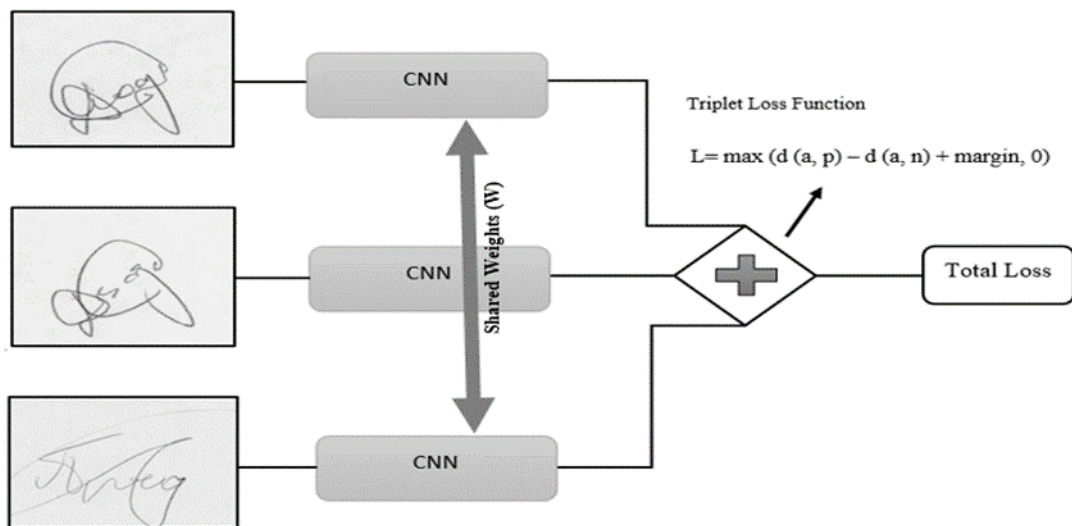 CNN
Triplet Loss Function
L= max (d (a, p) – d (a, n) + margin, 0)
Shared Weights (W)
CNN
Total Loss
CNN